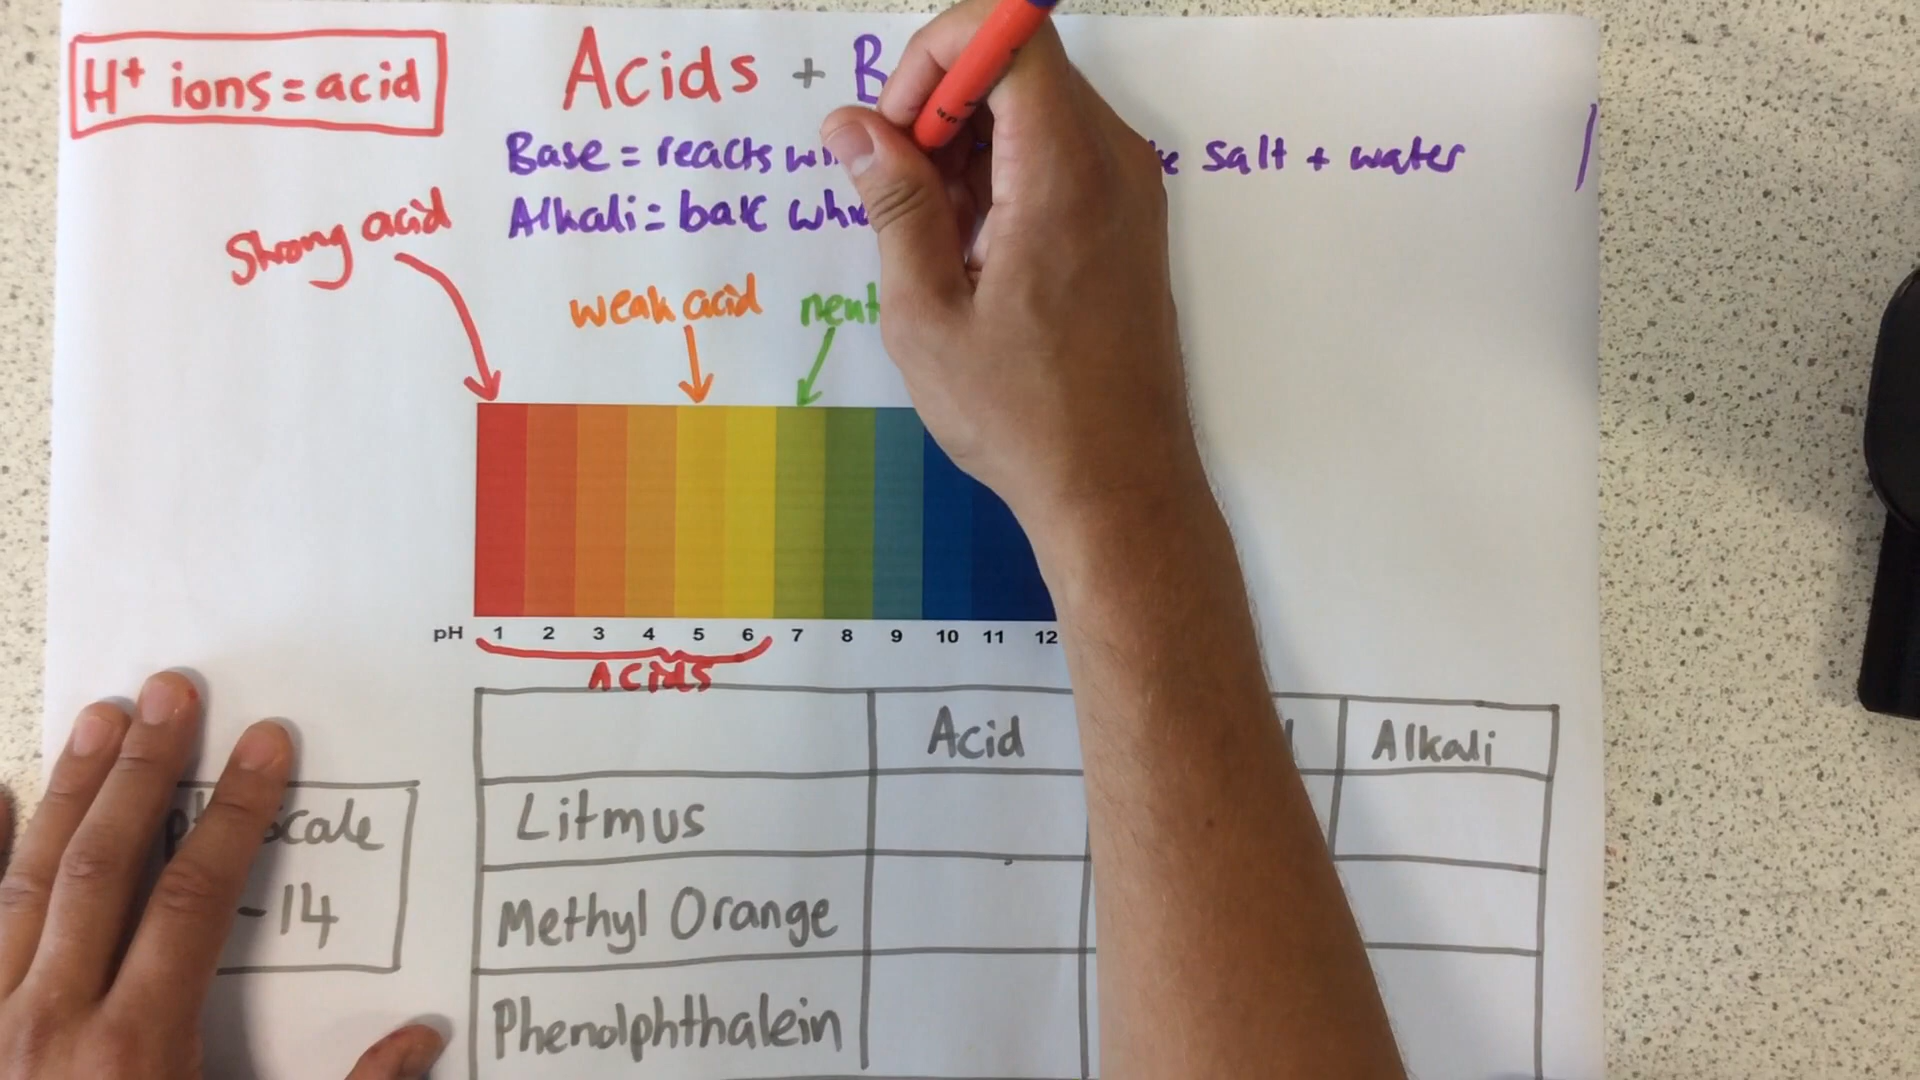 H+ ions = acid
Acids + B
Base = reacts salt + water
Alkali = base
Strong acid
weak acid
pH 1 2 3 4 5 6 7 8 9 10 11 12
ACIDS
Acid Alkali
Litmus
scale
-14
Methyl Orange
Phenolphthalein